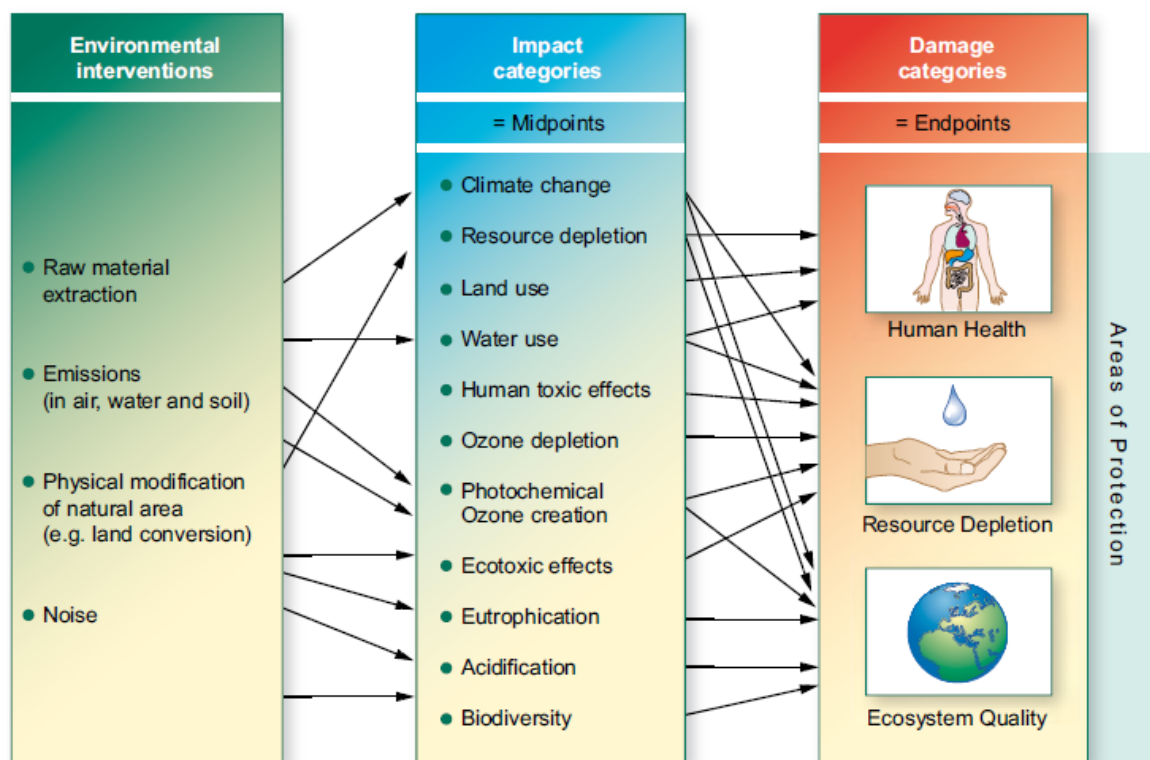 Environmental
interventions
Raw material
extraction
Emissions
(in air, water and soil)
Physical modification
of natural area
(e.g. land conversion)
Noise
Impact
categories
= Midpoints
Climate change
Resource depletion
Land use
Water use
Human toxic effects
Ozone depletion
Photochemical
Ozone creation
Ecotoxic effects
Eutrophication
Acidification
Biodiversity
Damage
categories
= Endpoints
Human Health
Resource Depletion
Ecosystem Quality
Areas of Protection